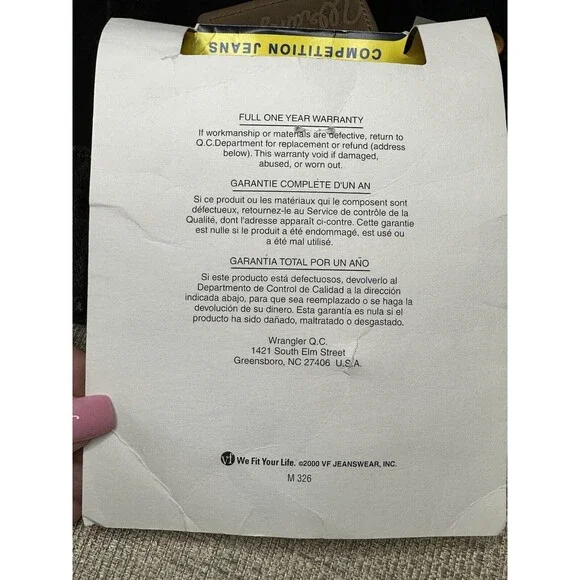 Wrangler
COMPETITION JEANS
FULL ONE YEAR WARRANTY
If workmanship or materials are defective, return to
Q.C.Department for replacement or refund (address
below). This warranty void if damaged,
abused, or worn out.
GARANTIE COMPLÈTE D'UN AN
Si ce produit ou les matériaux qui le composent sont
défectueux, retournez-le au Service de contrôle de la
Qualité, dont l'adresse apparaît ci-contre. Cette garantie
est nulle si le produit a été endommagé, est usé ou
a été mal utilisé.
GARANTIA TOTAL POR UN AÑO
Si este producto está defectuoso, devolverlo al
Departmento de Control de Calidad a la dirección
indicada abajo, para que sea reemplazado o se haga la
devolución de su dinero. Esta garantía es nula si el
producto ha sido dañado, maltratado o desgastado.
Wrangler Q.C.
1421 South Elm Street
Greensboro, NC 27406 U.S.A.
vf We Fit Your Life. ©2000 VF JEANSWEAR, INC.
M 326